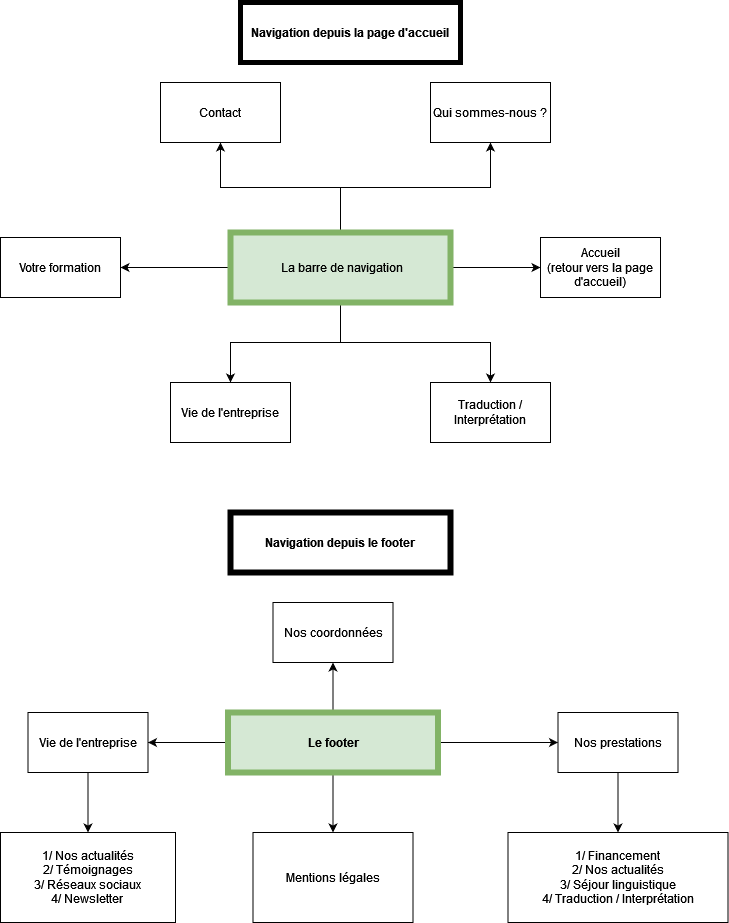 Navigation depuis la page d'accueil
Contact
Qui sommes-nous ?
Votre formation
La barre de navigation
Accueil
(retour vers la page
d'accueil)
Vie de l'entreprise
Traduction /
Interprétation
Navigation depuis le footer
Nos coordonnées
Vie de l'entreprise
Le footer
Nos prestations
1/ Nos actualités
2/ Témoignages
3/ Réseaux sociaux
4/ Newsletter
Mentions légales
1/ Financement
2/ Nos actualités
3/ Séjour linguistique
4/ Traduction / Interprétation